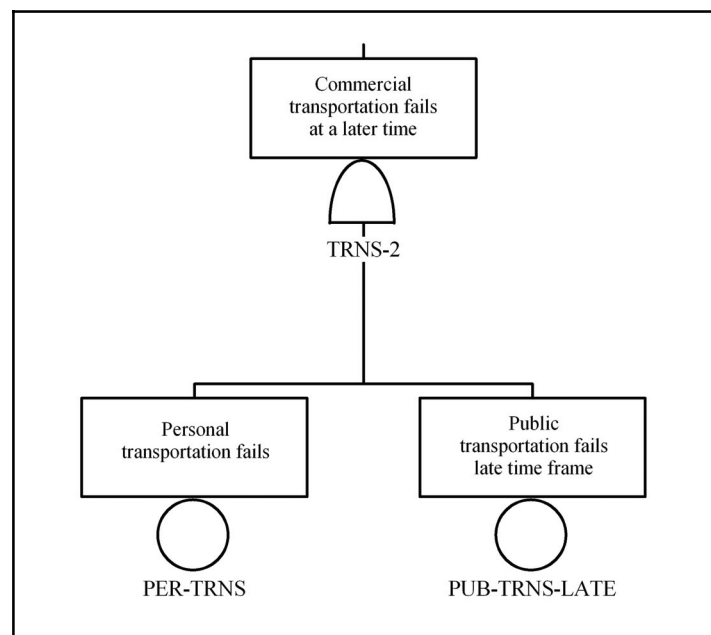 Commercial
transportation fails
at a later time
TRNS-2
Personal
transportation fails
Public
transportation fails
late time frame
PER-TRNS
PUB-TRNS-LATE